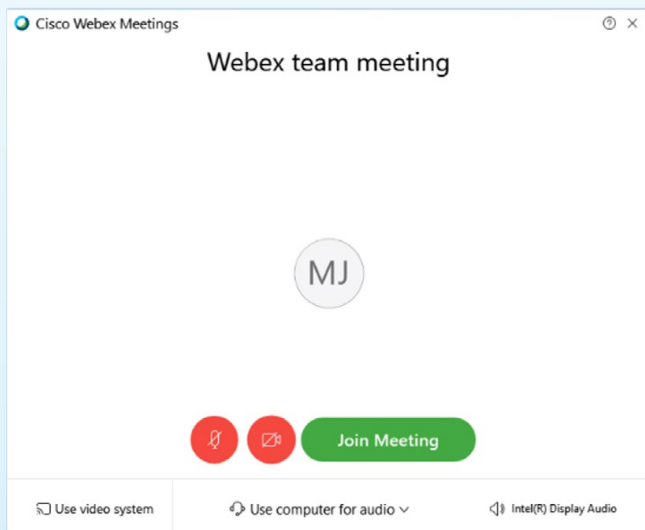 Cisco Webex Meetings
Webex team meeting
MJ
Join Meeting
Use video system
Use computer for audio
Intel(R) Display Audio